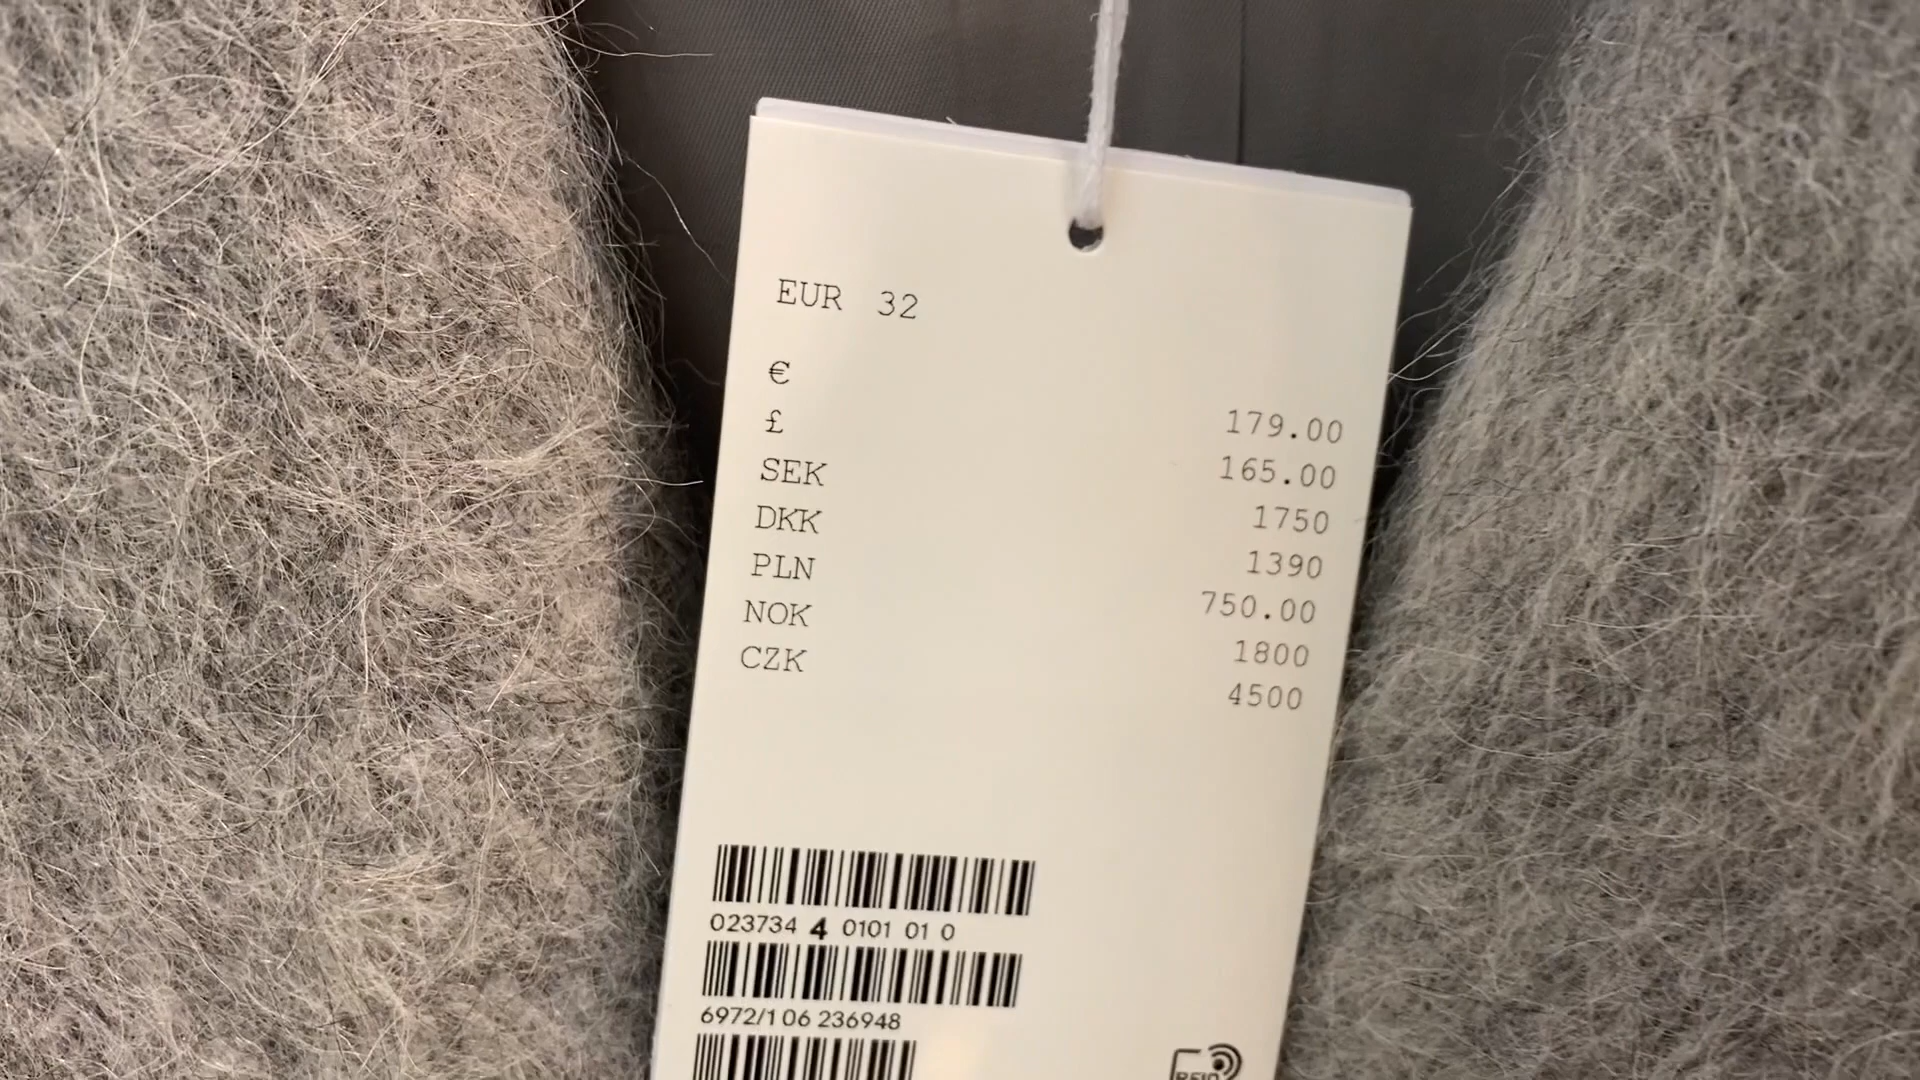 EUR 32
€ 179.00
£ 165.00
SEK 1750
DKK 1390
PLN 750.00
NOK 1800
CZK 4500
023734 4 0101 01 0
6972/1 06 236948
RFID